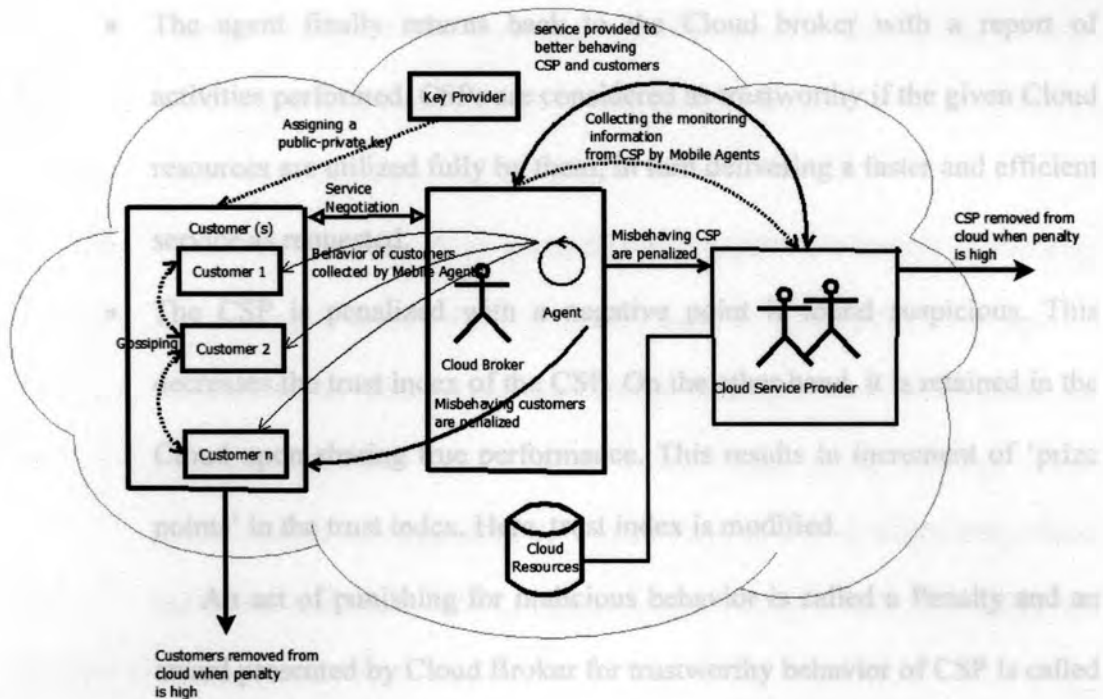 The agent finally returns back to the Cloud broker with a report of
activities performed. CSPs are considered as trustworthy if the given Cloud
resources are utilized fully by them, in turn delivering a faster and efficient
service as requested.
The CSP is penalized with a negative point if found suspicious. This
decreases the trust index of the CSP. On the other hand, it is retained in the
Cloud upon sharing true performance. This results in increment of 'prize
points' in the trust index. Here, trust index is modified.
An act of punishing for malicious behavior is called a Penalty and an
presented by Cloud Broker for trustworthy behavior of CSP is called
service provided to
better behaving
CSP and customers
Key Provider
Assigning a
public-private key
Collecting the monitoring
information
from CSP by Mobile Agents
Service
Negotiation
Customer (s)
Customer 1
Behavior of customers
collected by Mobile Agents
Misbehaving CSP
are penalized
CSP removed from
cloud when penalty
is high
Gossiping
Customer 2
Agent
Cloud Broker
Cloud Service Provider
Misbehaving customers
are penalized
Customer n
Cloud
Resources
Customers removed from
cloud when penalty
is high